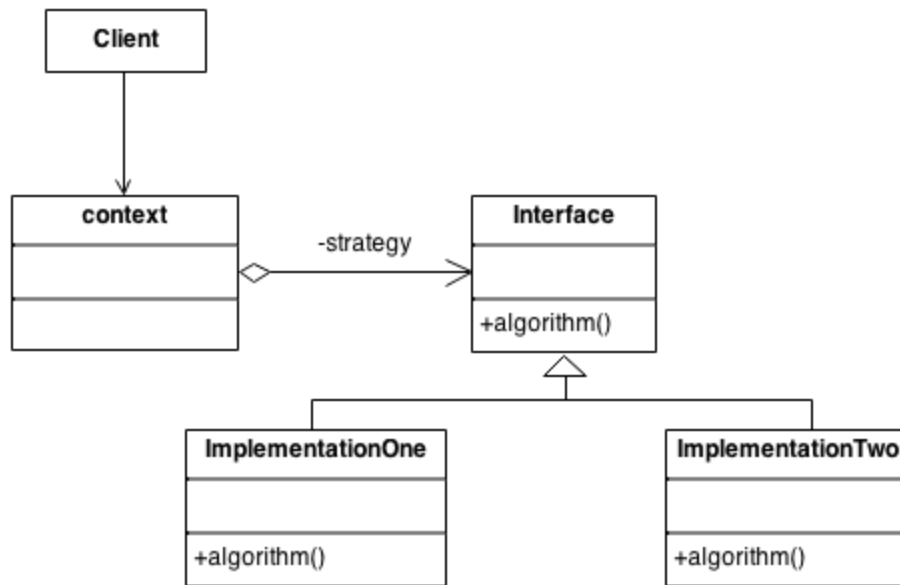 Client
context
-strategy
Interface
+algorithm()
ImplementationOne
+algorithm()
ImplementationTwo
+algorithm()